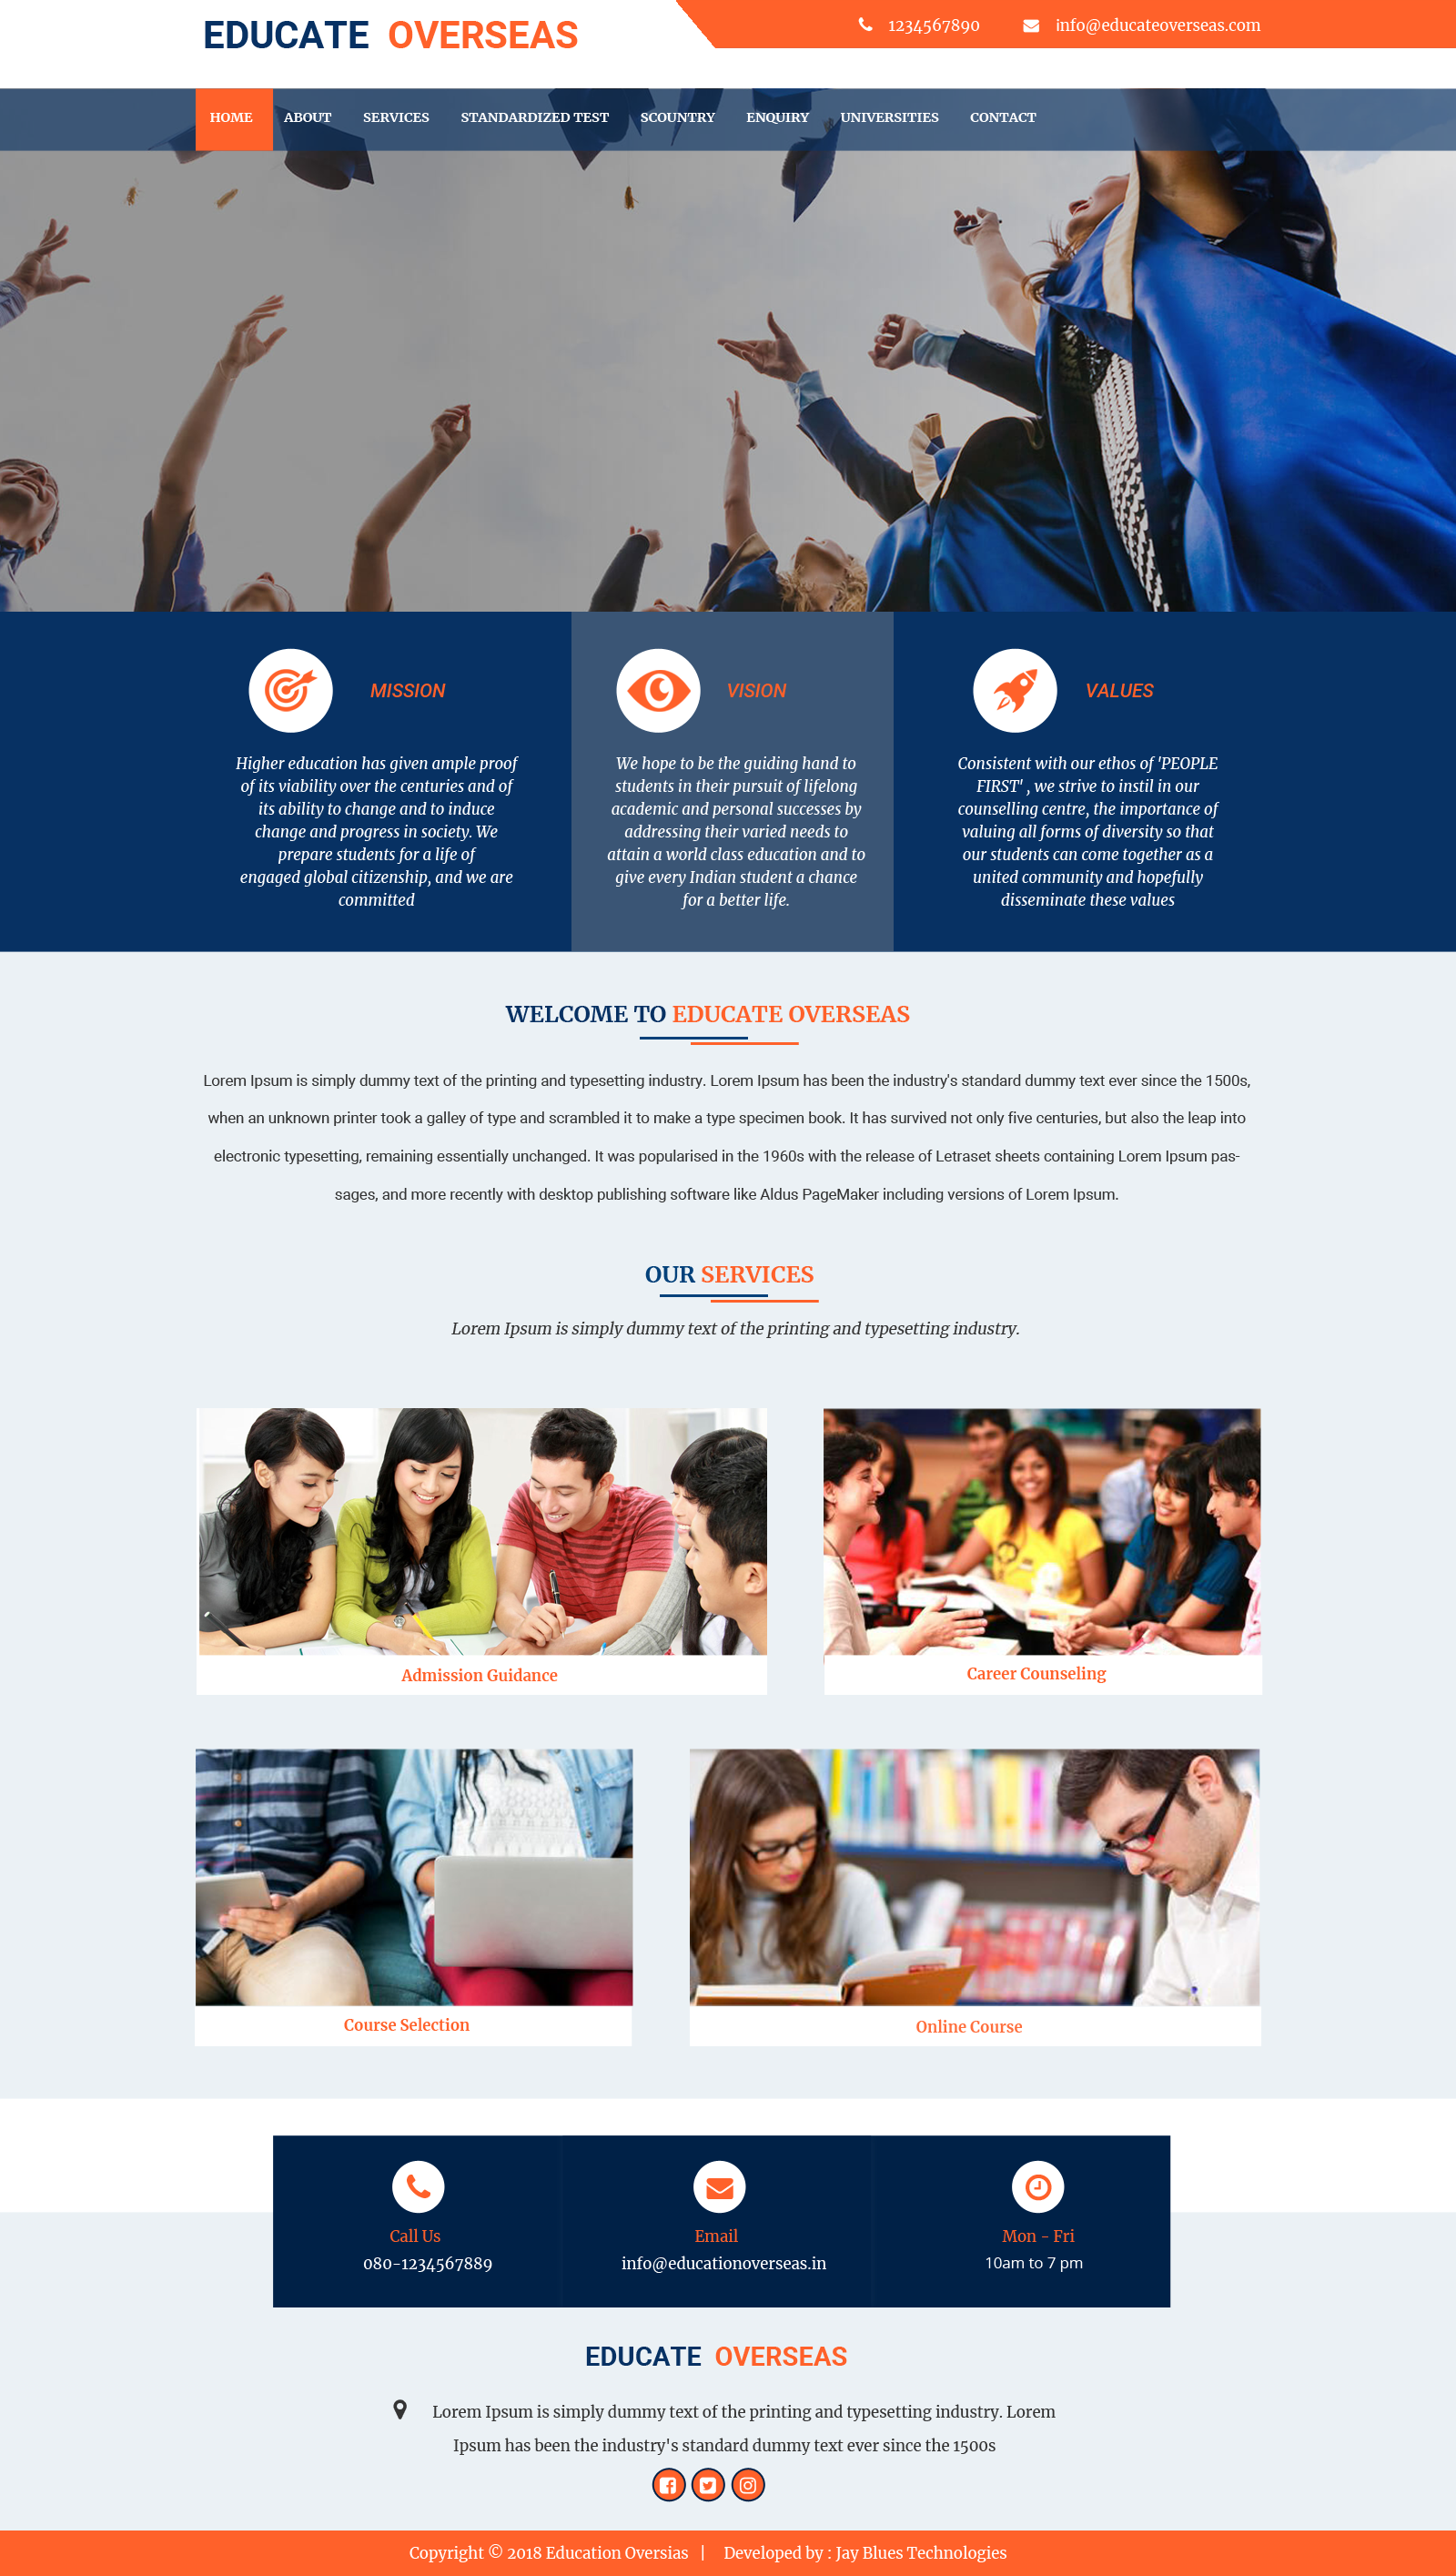 EDUCATE OVERSEAS
1234567890
info@educateoverseas.com
HOME ABOUT SERVICES STANDARDIZED TEST SCOUNTRY ENQUIRY UNIVERSITIES CONTACT
MISSION
Higher education has given ample proof
of its viability over the centuries and of
its ability to change and to induce
change and progress in society. We
prepare students for a life of
engaged global citizenship, and we are
committed
VISION
We hope to be the guiding hand to
students in their pursuit of lifelong
academic and personal successes by
addressing their varied needs to
attain a world class education and to
give every Indian student a chance
for a better life.
VALUES
Consistent with our ethos of 'PEOPLE
FIRST' , we strive to instil in our
counselling centre, the importance of
valuing all forms of diversity so that
our students can come together as a
united community and hopefully
disseminate these values
WELCOME TO EDUCATE OVERSEAS
Lorem Ipsum is simply dummy text of the printing and typesetting industry. Lorem Ipsum has been the industry's standard dummy text ever since the 1500s,
when an unknown printer took a galley of type and scrambled it to make a type specimen book. It has survived not only five centuries, but also the leap into
electronic typesetting, remaining essentially unchanged. It was popularised in the 1960s with the release of Letraset sheets containing Lorem Ipsum pas-
sages, and more recently with desktop publishing software like Aldus PageMaker including versions of Lorem Ipsum.
OUR SERVICES
Lorem Ipsum is simply dummy text of the printing and typesetting industry.
Admission Guidance
Career Counseling
Course Selection
Online Course
Call Us
080-1234567889
Email
info@educationoverseas.in
Mon - Fri
10am to 7 pm
EDUCATE OVERSEAS
Lorem Ipsum is simply dummy text of the printing and typesetting industry. Lorem
Ipsum has been the industry's standard dummy text ever since the 1500s
Copyright © 2018 Education Oversias | Developed by : Jay Blues Technologies